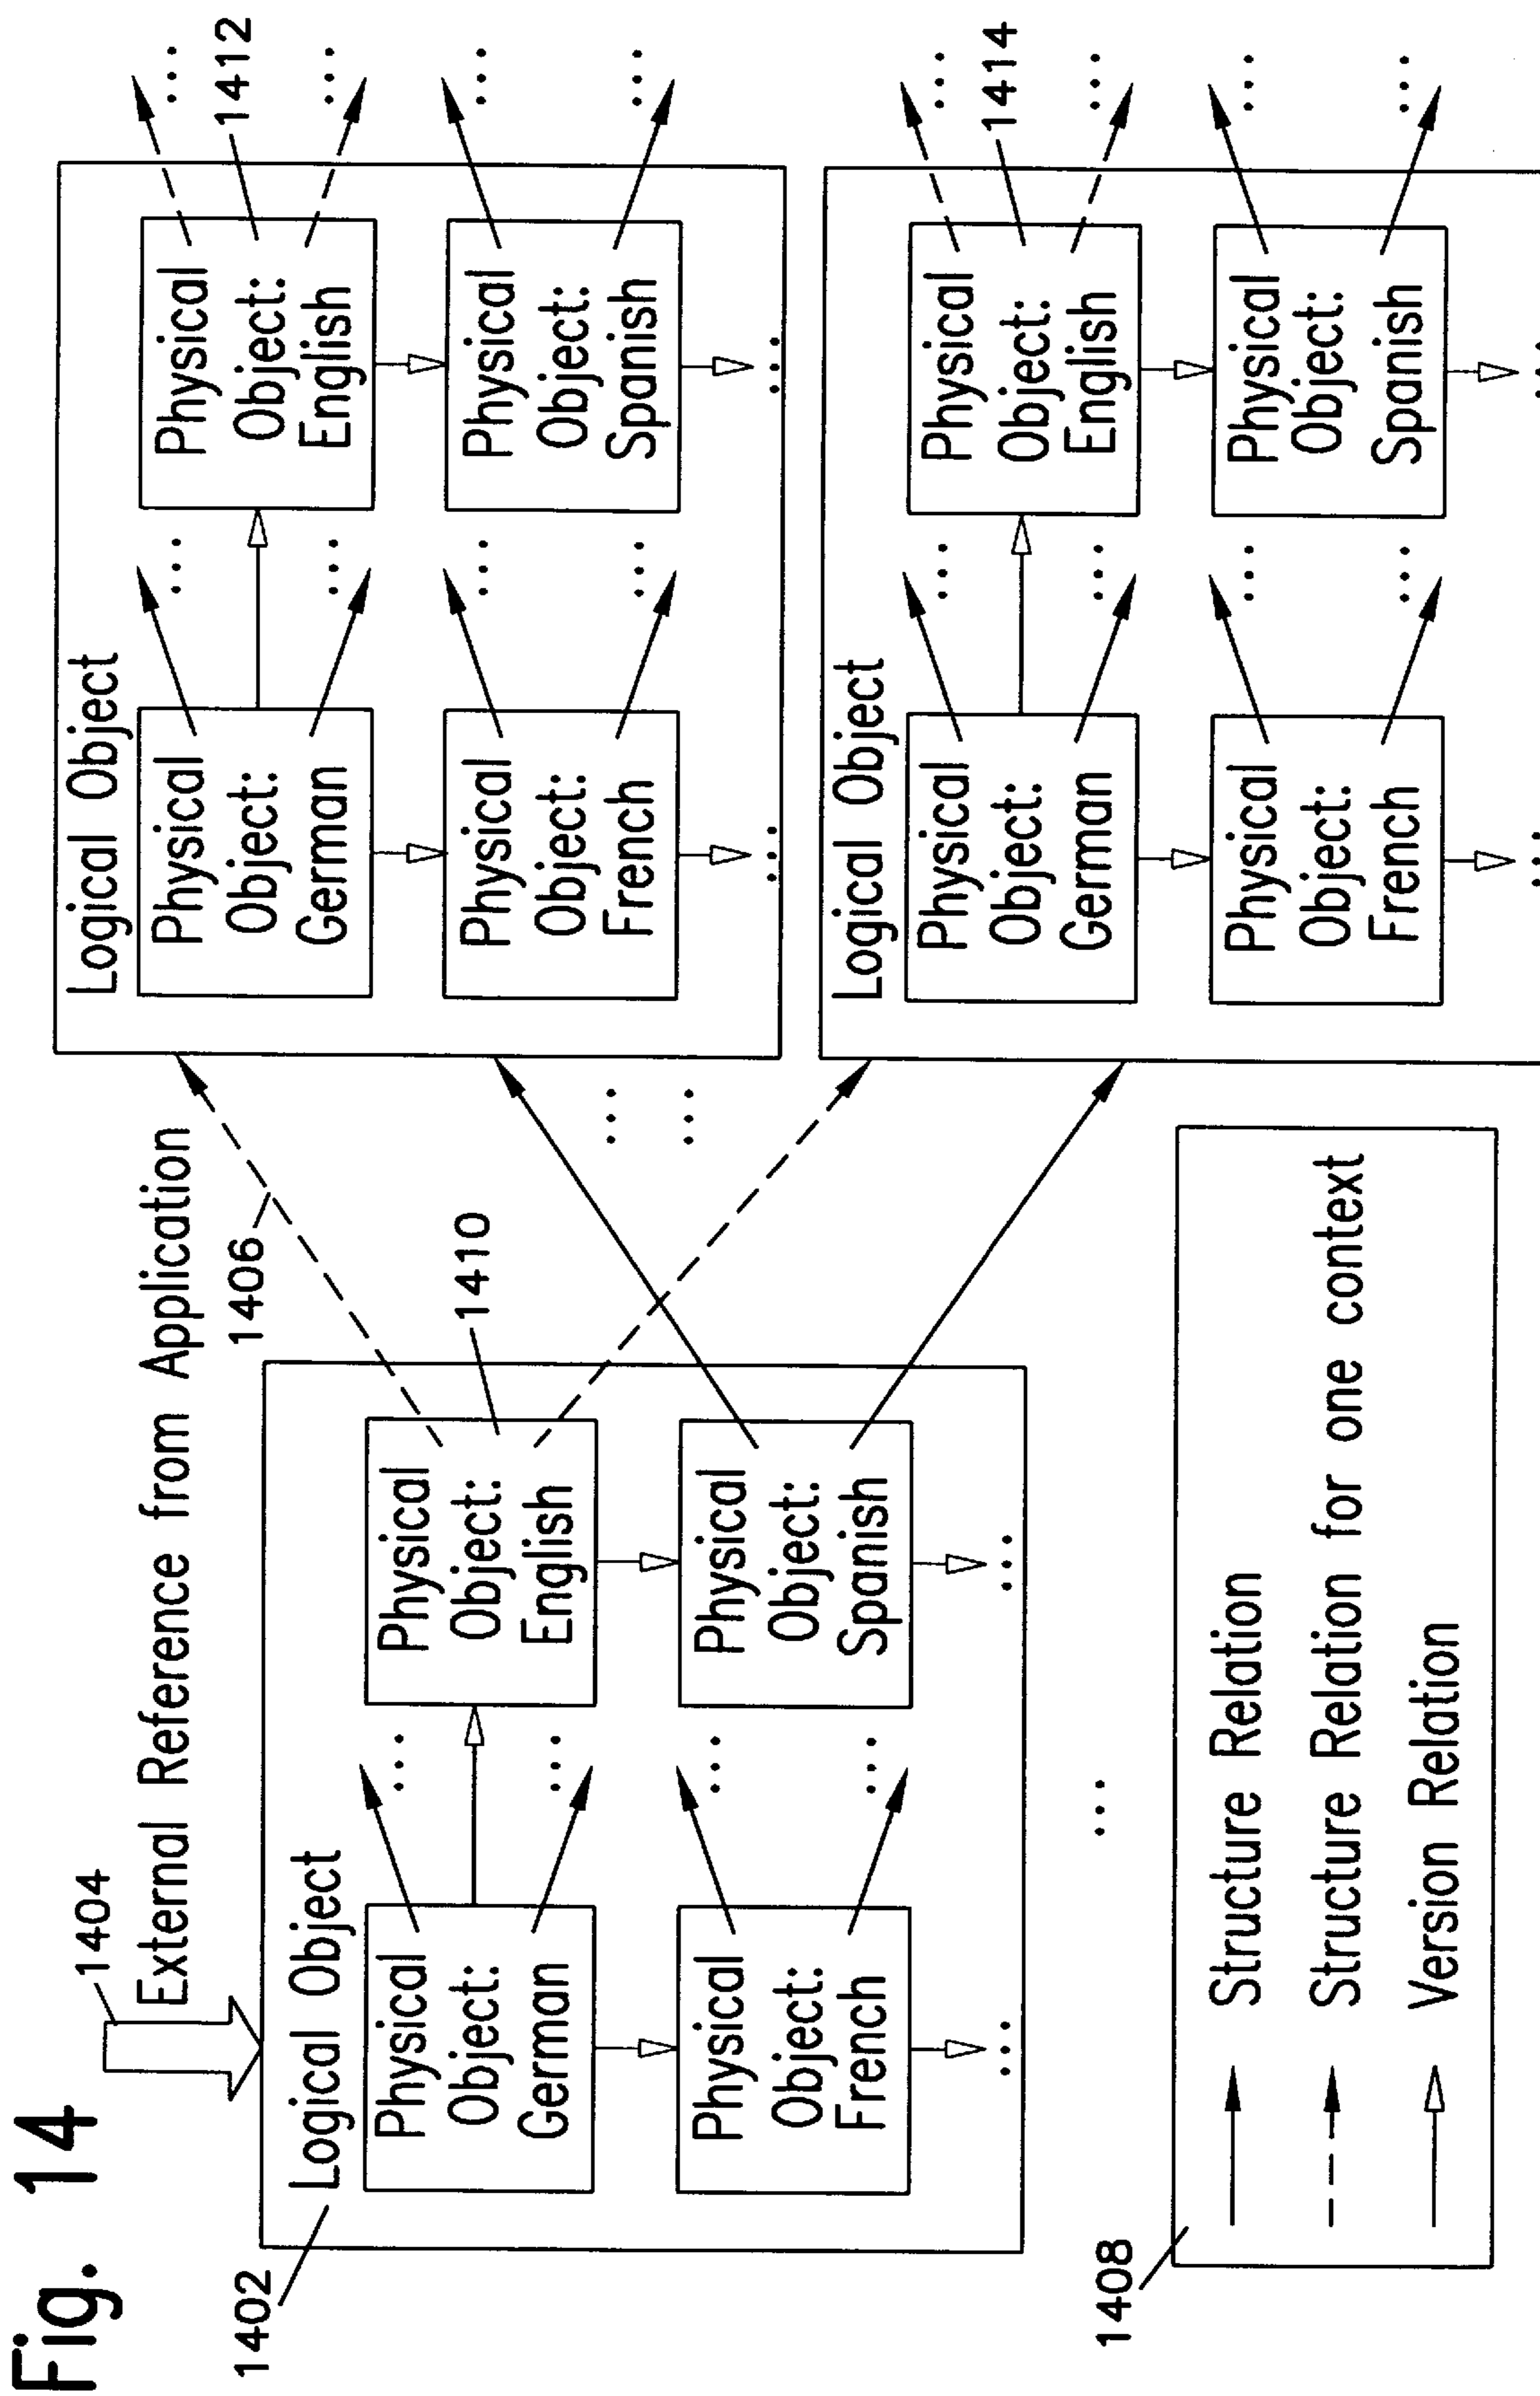 Fig. 14
1404
External Reference from Application
1402
Logical Object
Physical
Object:
German
Physical
Object:
English
1406
1410
Physical
Object:
French
Physical
Object:
Spanish
Logical Object
Physical
Object:
German
Physical
Object:
English
1412
Physical
Object:
French
Physical
Object:
Spanish
Logical Object
Physical
Object:
German
Physical
Object:
English
1414
Physical
Object:
French
Physical
Object:
Spanish
1408
Structure Relation
Structure Relation for one context
Version Relation